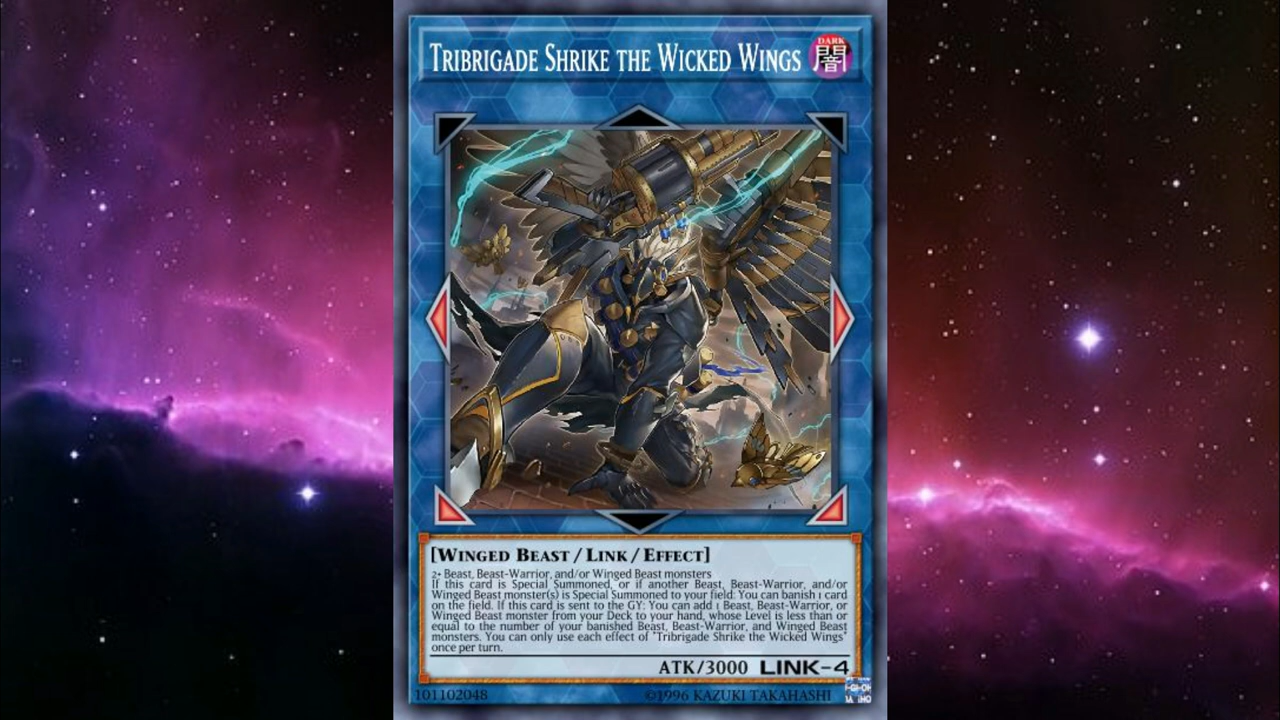 TRIBRIGADE SHRIKE THE WICKED WINGS
DARK
闇
[WINGED BEAST / LINK / EFFECT]
2+ Beast, Beast-Warrior, and/or Winged Beast monsters
If this card is Special Summoned, or if another Beast, Beast-Warrior, and/or
Winged Beast monster(s) is Special Summoned to your field: You can banish 1 card
on the field. If this card is sent to the GY: You can add 1 Beast, Beast-Warrior, or
Winged Beast monster from your Deck to your hand, whose Level is less than or
equal to the number of your banished Beast, Beast-Warrior, and Winged Beast
monsters. You can only use each effect of "Tribrigade Shrike the Wicked Wings"
once per turn.
ATK/3000 LINK-4
101102048 ©1996 KAZUKI TAKAHASHI